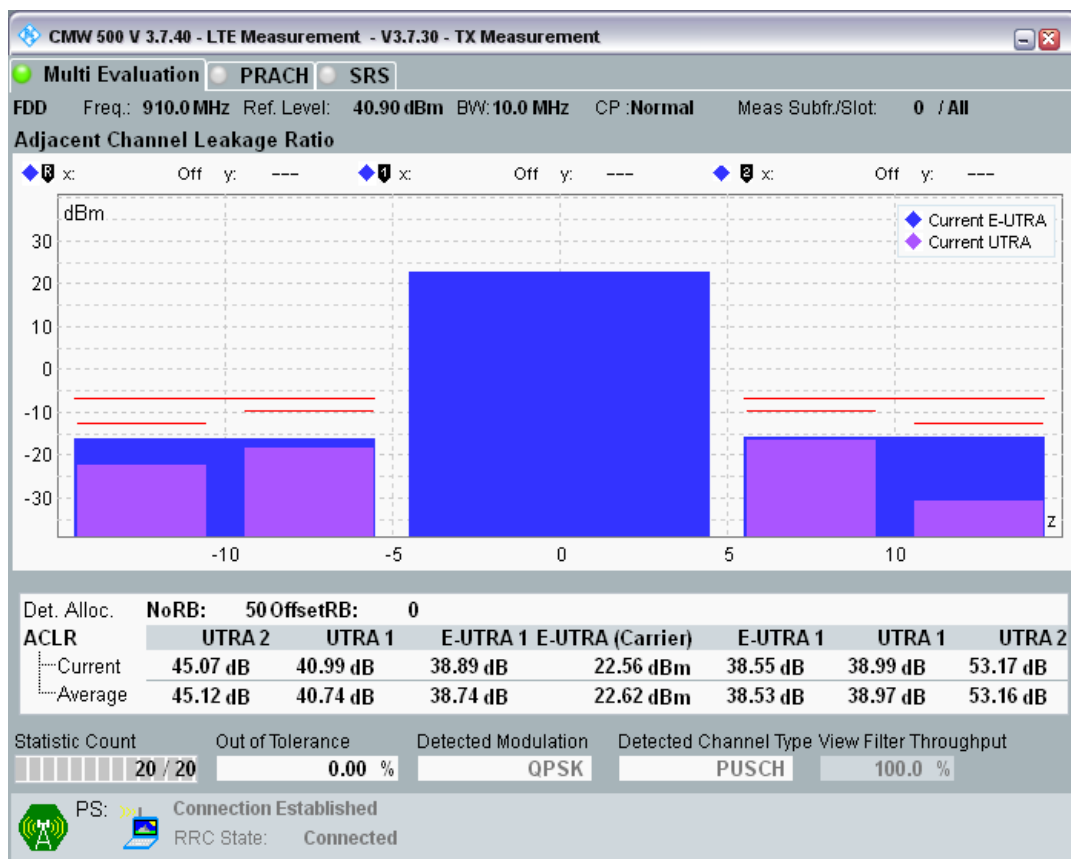 CMW 500 V 3.7.40 - LTE Measurement - V3.7.30 - TX Measurement
Multi Evaluation PRACH SRS
FDD Freq.: 910.0 MHz Ref. Level: 40.90 dBm BW: 10.0 MHz CP :Normal Meas Subfr./Slot: 0 / All
Adjacent Channel Leakage Ratio
R x: Off y: --- 1 x: Off y: --- 2 x: Off y: ---
dBm
Current E-UTRA
Current UTRA
30
20
10
0
-10
-20
-30
z
-10 -5 0 5 10
Det. Alloc. NoRB: 50 OffsetRB: 0
ACLR UTRA 2 UTRA 1 E-UTRA 1 E-UTRA (Carrier) E-UTRA 1 UTRA 1 UTRA 2
Current 45.07 dB 40.99 dB 38.89 dB 22.56 dBm 38.55 dB 38.99 dB 53.17 dB
Average 45.12 dB 40.74 dB 38.74 dB 22.62 dBm 38.53 dB 38.97 dB 53.16 dB
Statistic Count Out of Tolerance Detected Modulation Detected Channel Type View Filter Throughput
20 / 20 0.00 % QPSK PUSCH 100.0 %
PS: Connection Established
RRC State: Connected